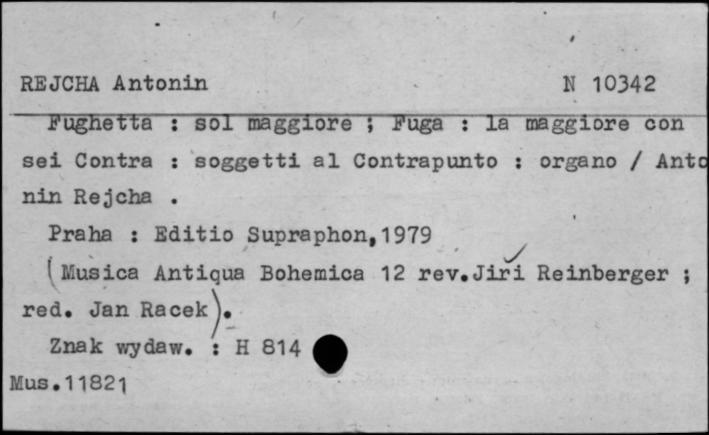 REJCHA Antonin N 10342
Fughetta : sol maggiore ; Fuga : la maggiore con
sei Contra : soggetti al Contrapunto : organo / Anto
nin Rejcha .
Praha : Editio Supraphon,1979
(Musica Antiqua Bohemica 12 rev.Jiří Reinberger ;
red. Jan Racek).
Znak wydaw. : H 814
Mus.11821